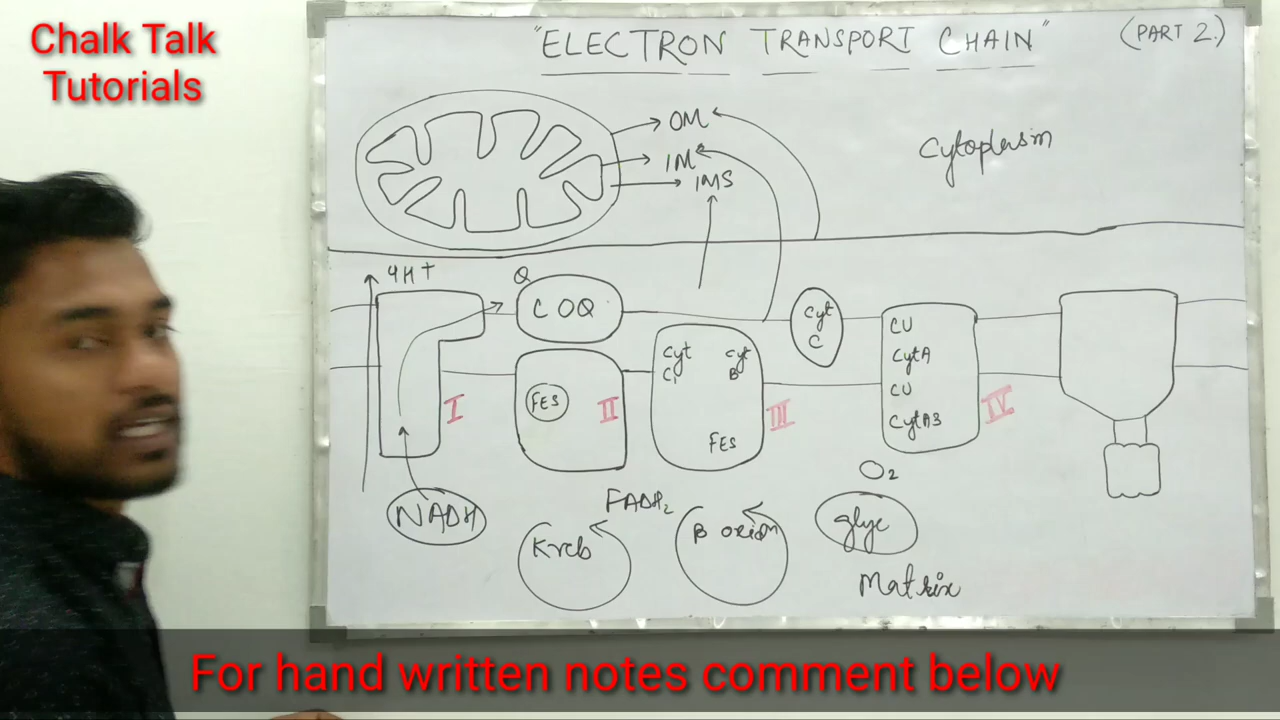 Chalk Talk
Tutorials
"ELECTRON TRANSPORT CHAIN"
(PART 2.)
OM
IM
IMS
Cytoplasim
4H+
Q
COQ
Cyt
C
Cyt
C1
Cyt
B
CU
CytA
CU
CytA3
FES
FES
I
II
III
IV
NADH
FADH2
O2
Kreb
β oxidn
glyc
Matrix
For hand written notes comment below